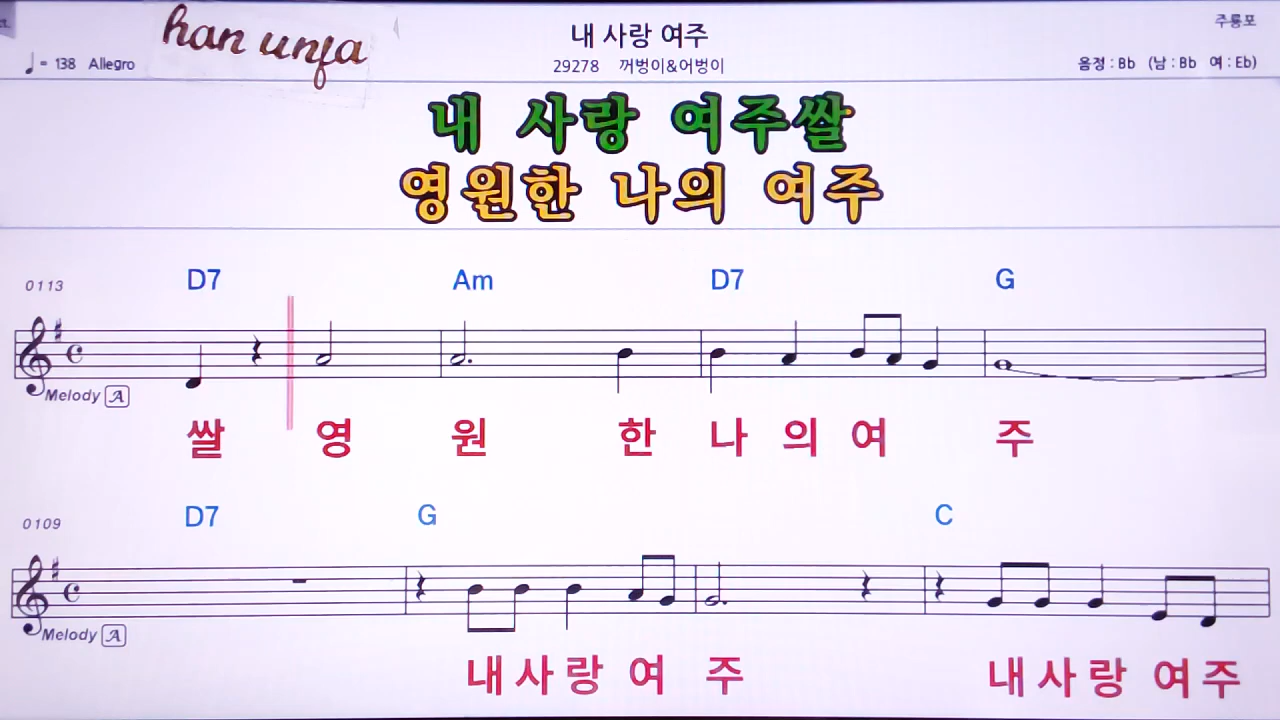 ct.
han unfa
내 사랑 여주
주룡포
♩= 138 Allegro
29278 꺼벙이&어벙이
음정 : Bb (남 : Bb 여 : Eb)
내 사랑 여주쌀
영원한 나의 여주
0113 D7 Am D7 G
Melody A
쌀 영 원 한 나 의 여 주
0109 D7 G C
Melody A
내 사 랑 여 주 내 사 랑 여 주